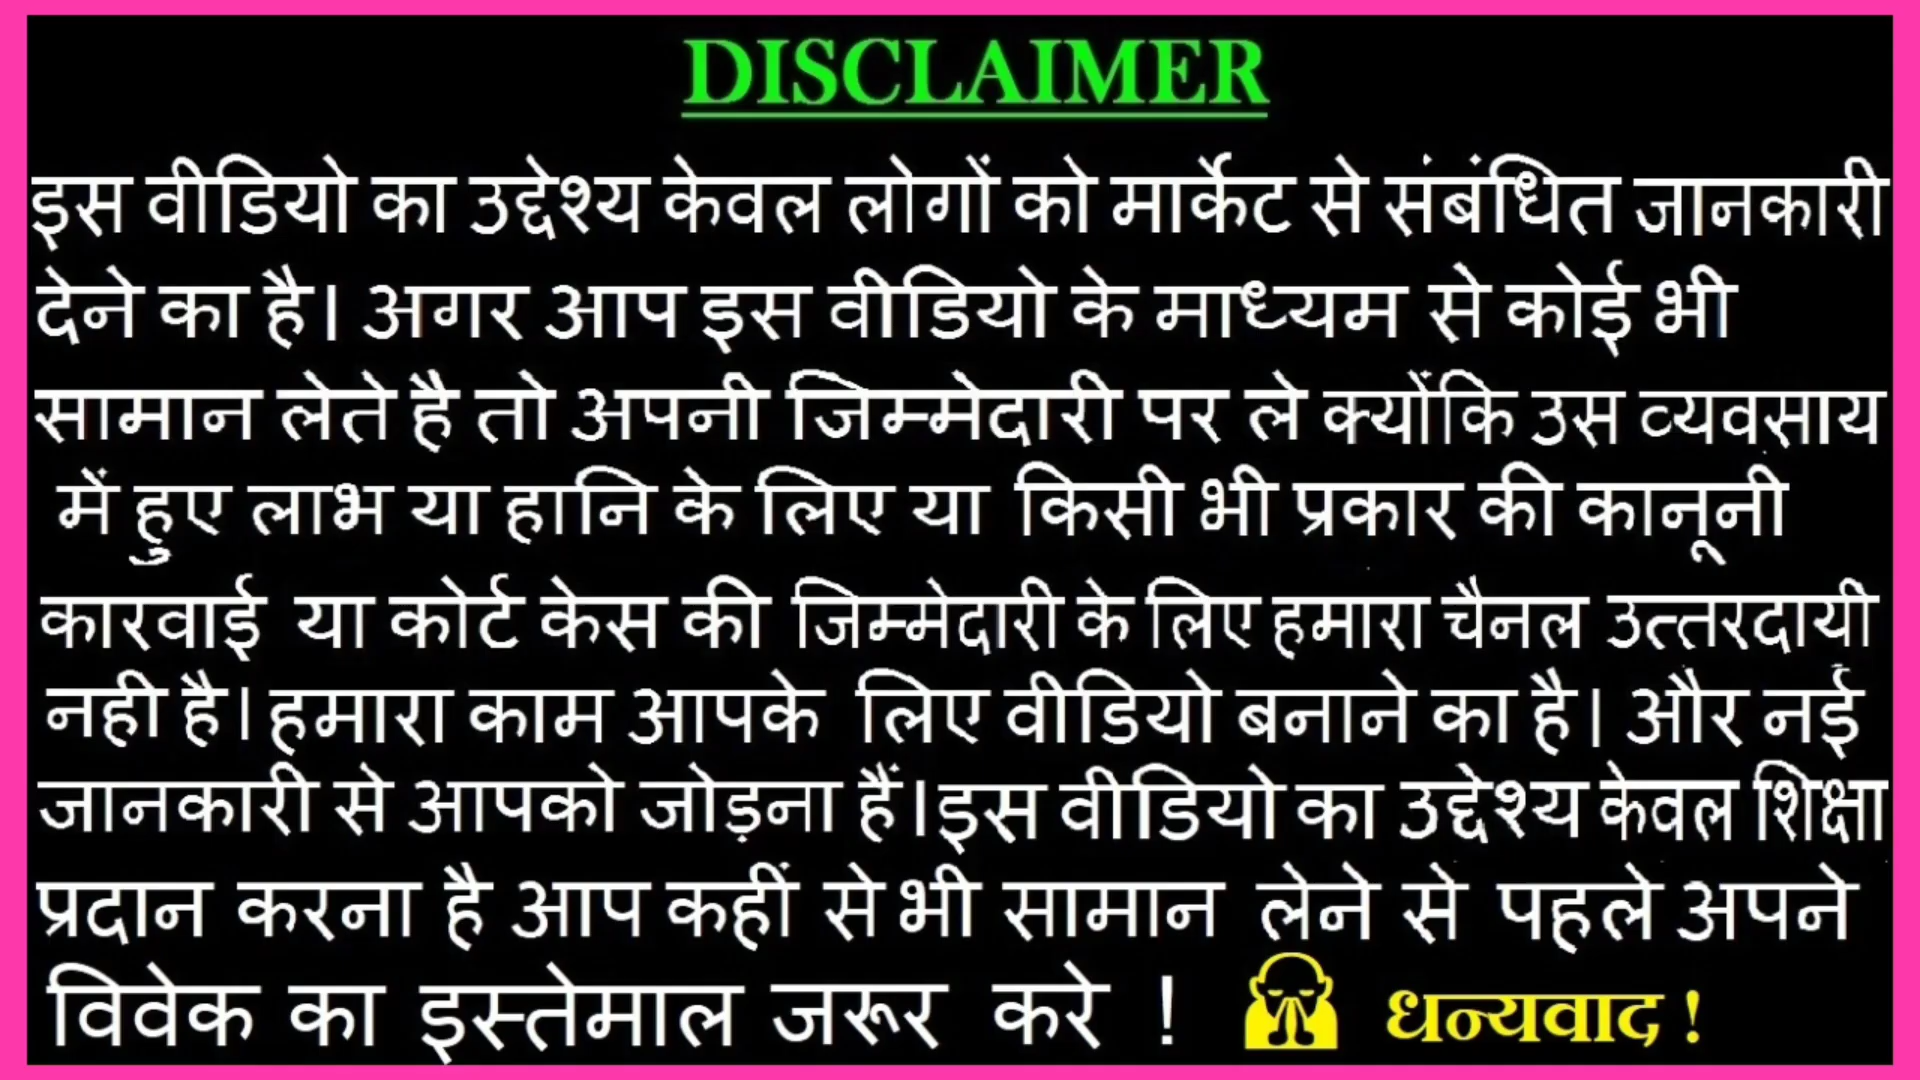 DISCLAIMER
इस वीडियो का उद्देश्य केवल लोगों को मार्केट से संबंधित जानकारी
देने का है। अगर आप इस वीडियो के माध्यम से कोई भी
सामान लेते है तो अपनी जिम्मेदारी पर ले क्योंकि उस व्यवसाय
में हुए लाभ या हानि के लिए या किसी भी प्रकार की कानूनी
कारवाई या कोर्ट केस की जिम्मेदारी के लिए हमारा चैनल उत्तरदायी
नही है। हमारा काम आपके लिए वीडियो बनाने का है। और नई
जानकारी से आपको जोड़ना हैं।इस वीडियो का उद्देश्य केवल शिक्षा
प्रदान करना है आप कहीं से भी सामान लेने से पहले अपने
विवेक का इस्तेमाल जरूर करे ! धन्यवाद !